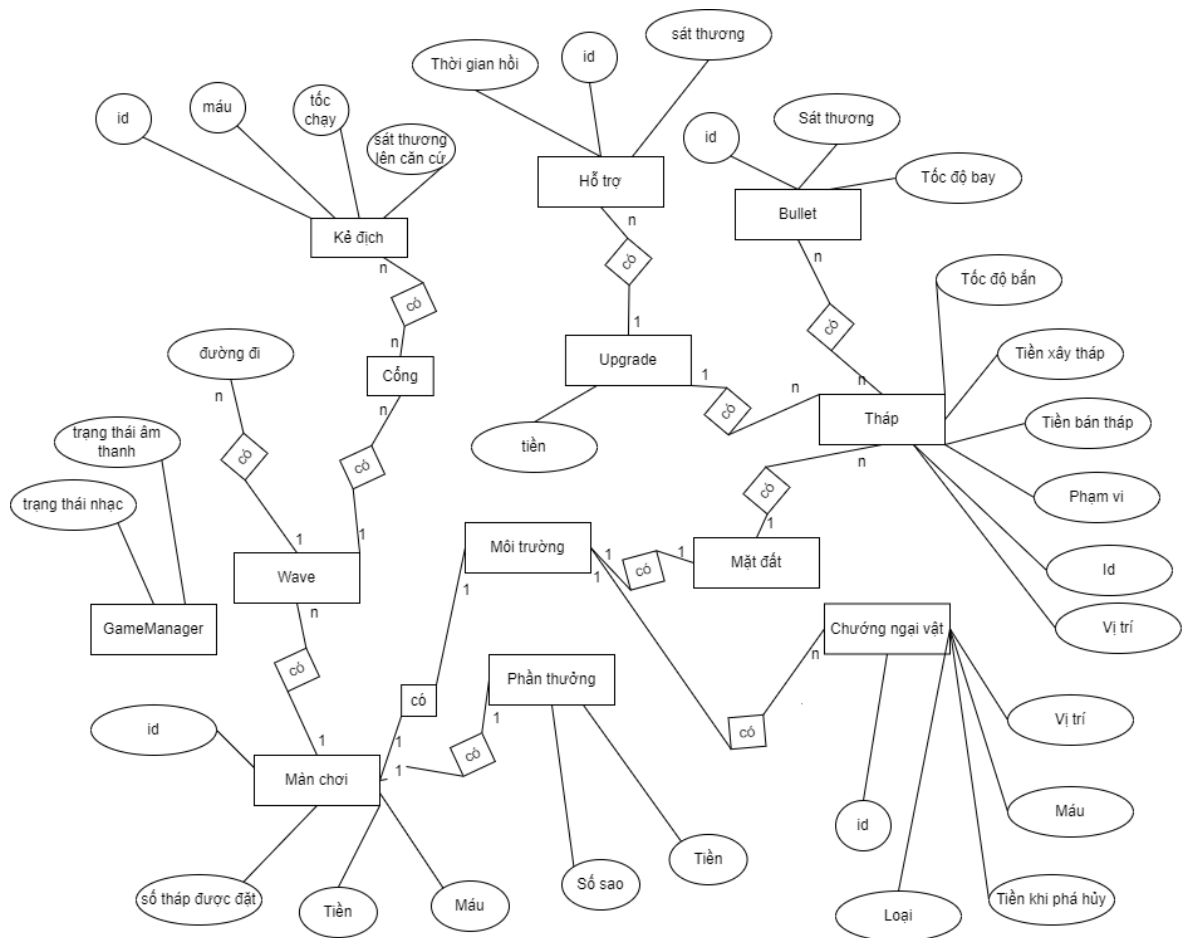 sát thương
id
Thời gian hồi
tốc
chạy
máu
id
sát thương
lên căn cứ
Sát thương
id
Tốc độ bay
Hỗ trợ
Bullet
Kẻ địch
n
n
n
có
có
Tốc độ bắn
có
có
1
n
đường đi
Upgrade
Tiền xây tháp
Cổng
1
n
n
n
n
có
Tháp
Tiền bán tháp
trạng thái âm
thanh
tiền
có
có
n
có
Phạm vi
trạng thái nhạc
1
1
1
Môi trường
1
1
Mặt đất
Id
Wave
có
1
1
n
GameManager
Chướng ngại vật
Vị trí
có
n
Phần thưởng
có
1
Vị trí
id
có
1
1
có
1
Màn chơi
Máu
id
Tiền
số tháp được đặt
Tiền
Máu
Số sao
Loại
Tiền khi phá hủy